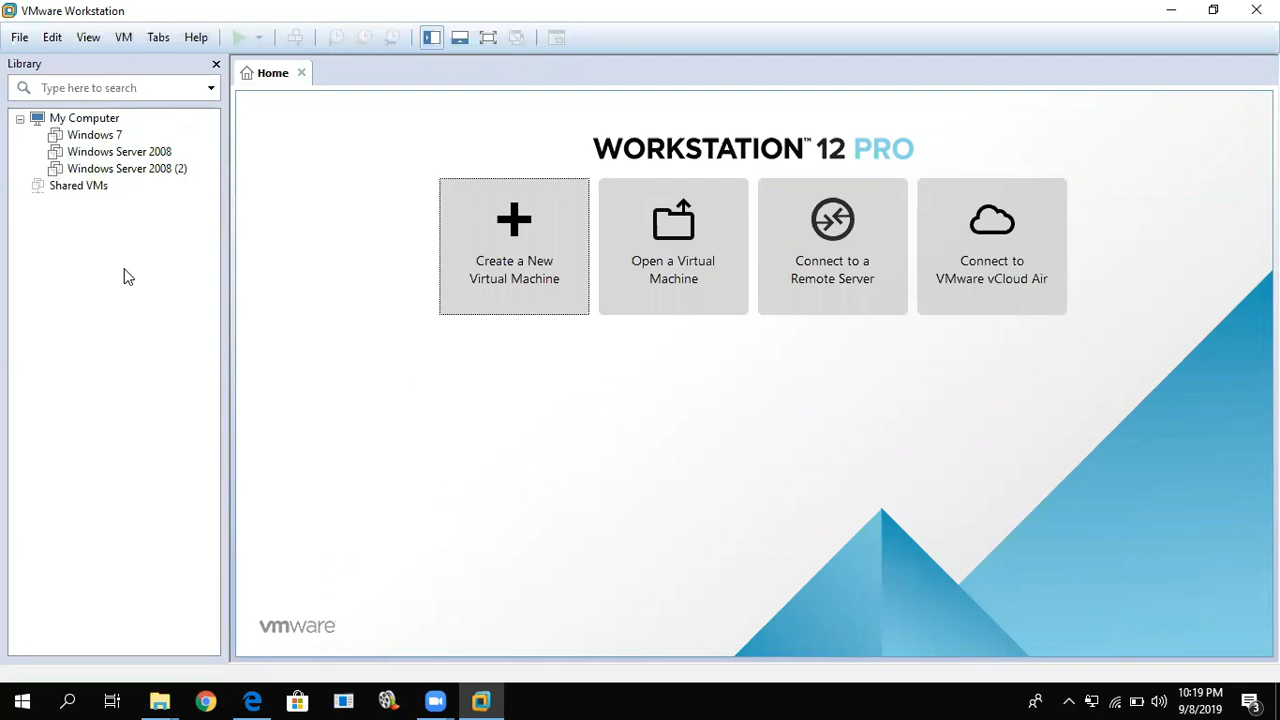 VMware Workstation
File Edit View VM Tabs Help
Library
Home
Type here to search
My Computer
Windows 7
Windows Server 2008
Windows Server 2008 (2)
Shared VMs
WORKSTATION™ 12 PRO
Create a New
Virtual Machine
Open a Virtual
Machine
Connect to a
Remote Server
Connect to
VMware vCloud Air
vmware
10:19 PM
9/8/2019
3